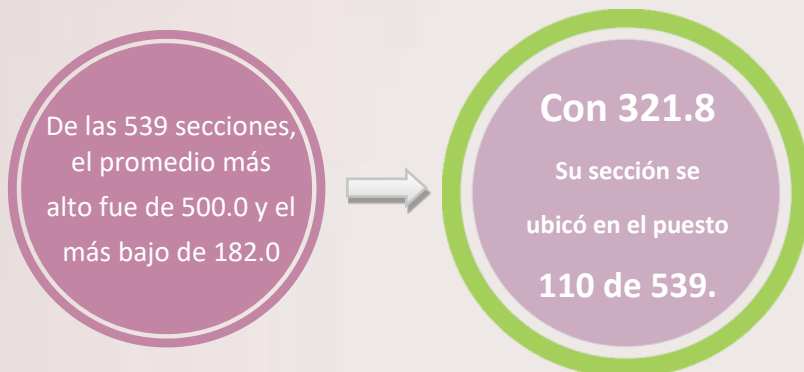 De las 539 secciones,
el promedio más
alto fue de 500.0 y el
más bajo de 182.0
Con 321.8
Su sección se
ubicó en el puesto
110 de 539.